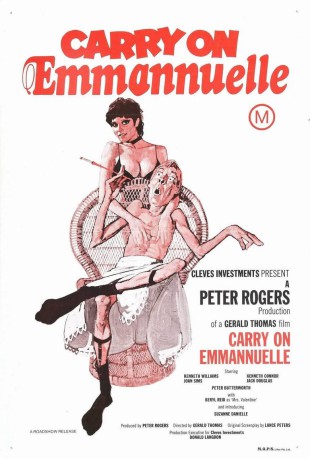 CARRY ON
Emmannuelle
M
CLEVES INVESTMENTS PRESENT
A
PETER ROGERS
Production
of a GERALD THOMAS film
CARRY ON
EMMANNUELLE
Starring
KENNETH WILLIAMS KENNETH CONNOR
JOAN SIMS JACK DOUGLAS
PETER BUTTERWORTH
with
BERYL REID as 'Mrs. Valentine'
and introducing
SUZANNE DANIELLE
Produced by PETER ROGERS Directed by GERALD THOMAS Original Screenplay by LANCE PETERS
Production Executive for Cleves Investments
DONALD LANGDON
A ROADSHOW RELEASE
M.A.P.S.